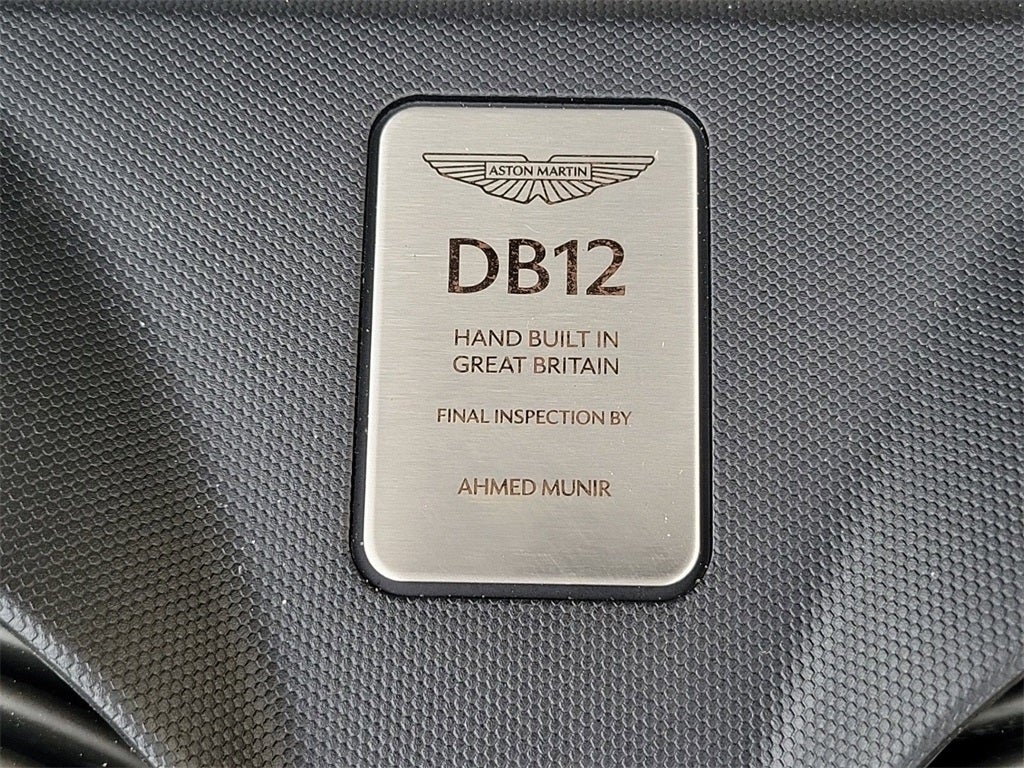 ASTON MARTIN
DB12
HAND BUILT IN
GREAT BRITAIN
FINAL INSPECTION BY
AHMED MUNIR